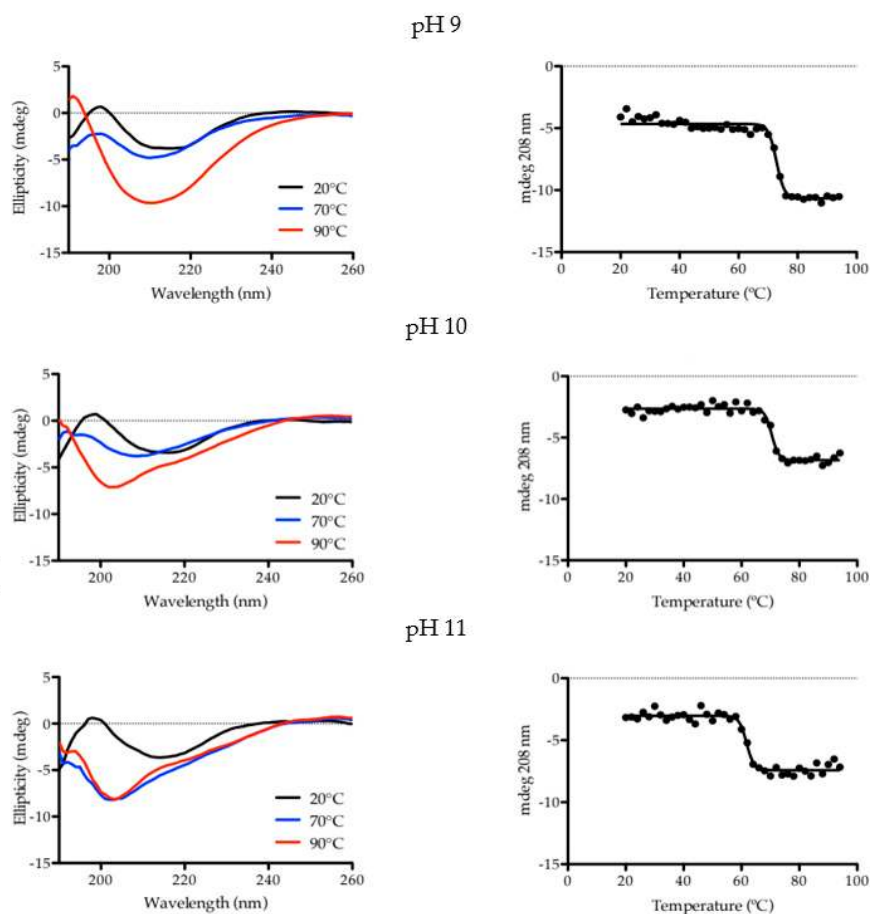 pH 9
5
0
-5
-10
-15
Ellipticity (mdeg)
200
220
240
260
Wavelength (nm)
20°C
70°C
90°C
0
-5
-10
-15
mdeg 208 nm
0
20
40
60
80
100
Temperature (ºC)
pH 10
5
0
-5
-10
-15
Ellipticity (mdeg)
200
220
240
260
Wavelength (nm)
20°C
70°C
90°C
0
-5
-10
-15
mdeg 208 nm
0
20
40
60
80
100
Temperature (ºC)
pH 11
5
0
-5
-10
-15
Ellipticity (mdeg)
200
220
240
260
Wavelength (nm)
20°C
70°C
90°C
0
-5
-10
-15
mdeg 208 nm
0
20
40
60
80
100
Temperature (ºC)